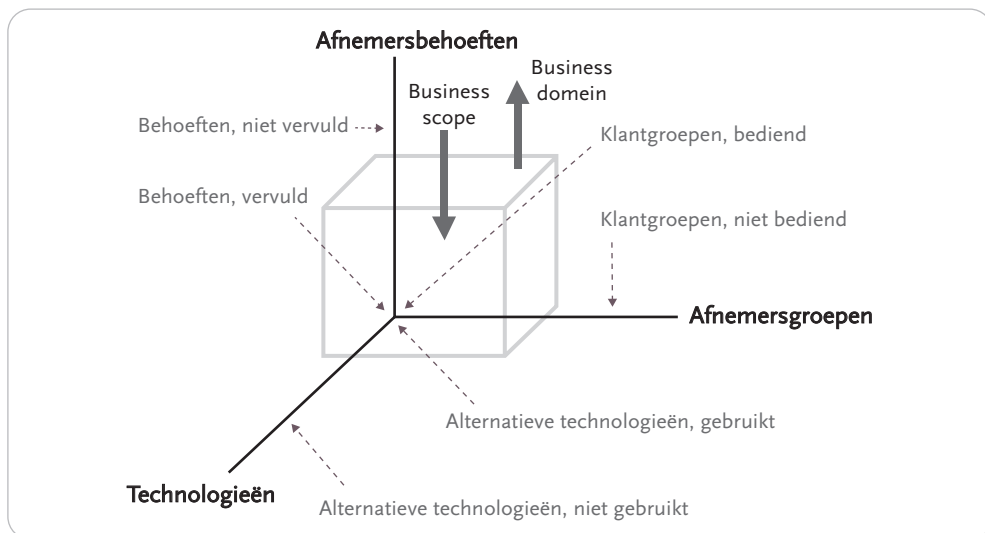 Afnemersbehoeften
Business
domein
Business
scope
Behoeften, niet vervuld
Klantgroepen, bediend
Behoeften, vervuld
Klantgroepen, niet bediend
Afnemersgroepen
Alternatieve technologieën, gebruikt
Technologieën
Alternatieve technologieën, niet gebruikt